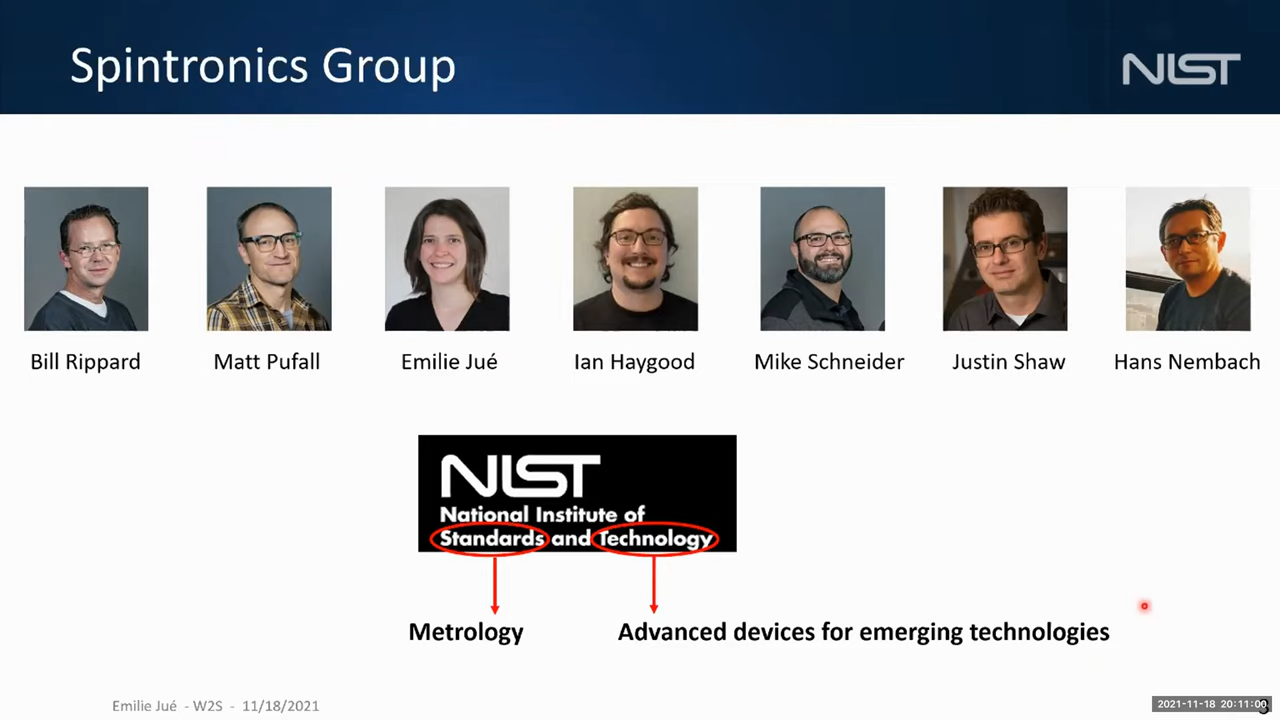 Spintronics Group
NIST
Bill Rippard
Matt Pufall
Emilie Jué
Ian Haygood
Mike Schneider
Justin Shaw
Hans Nembach
NIST
National Institute of
Standards and Technology
Metrology
Advanced devices for emerging technologies
Emilie Jué - W2S - 11/18/2021
2021-11-18 20:11:00